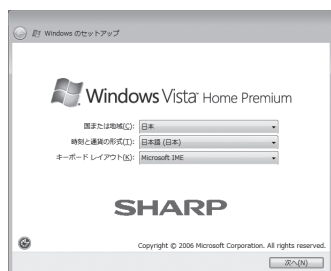 Windows のセットアップ
Windows Vista™ Home Premium
国または地域(C): 日本
時刻と通貨の形式(T): 日本語 (日本)
キーボード レイアウト(K): Microsoft IME
SHARP
Copyright © 2006 Microsoft Corporation. All rights reserved.
次へ(N)